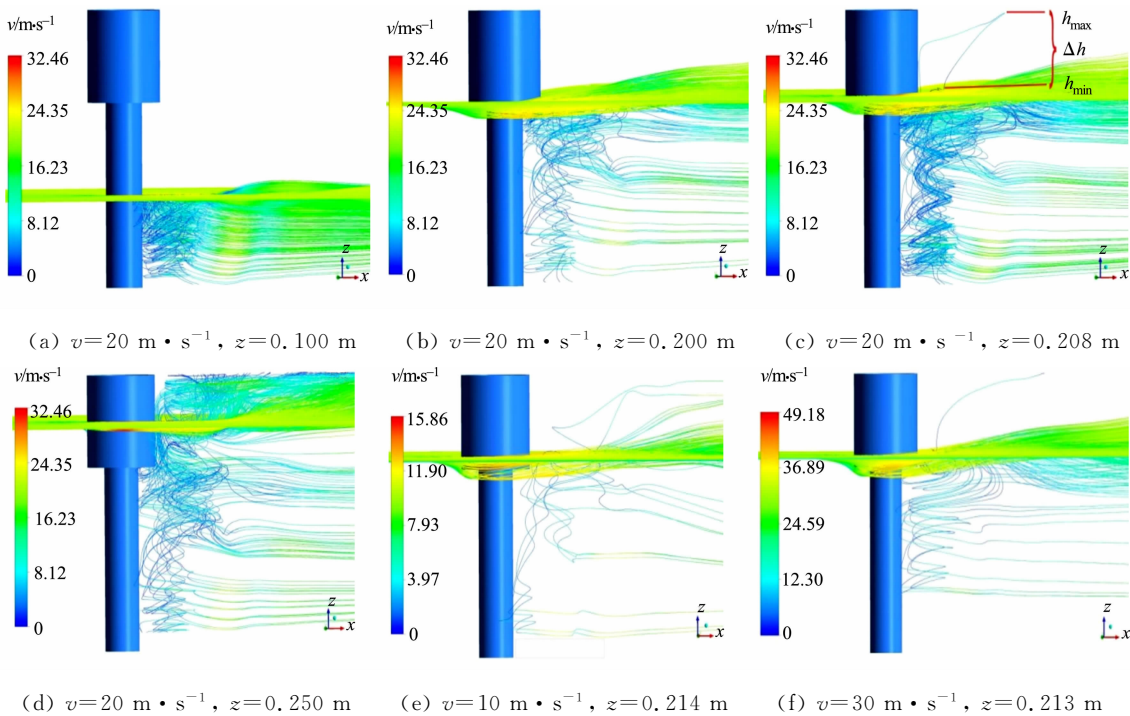 v/m·s⁻¹
32.46
24.35
16.23
8.12
0
z
x
(a) v=20 m·s⁻¹, z=0.100 m
v/m·s⁻¹
32.46
24.35
16.23
8.12
0
z
x
(b) v=20 m·s⁻¹, z=0.200 m
v/m·s⁻¹
32.46
24.35
16.23
8.12
0
hmax
Δh
hmin
z
x
(c) v=20 m·s⁻¹, z=0.208 m
v/m·s⁻¹
32.46
24.35
16.23
8.12
0
z
x
(d) v=20 m·s⁻¹, z=0.250 m
v/m·s⁻¹
15.86
11.90
7.93
3.97
0
z
x
(e) v=10 m·s⁻¹, z=0.214 m
v/m·s⁻¹
49.18
36.89
24.59
12.30
0
z
x
(f) v=30 m·s⁻¹, z=0.213 m